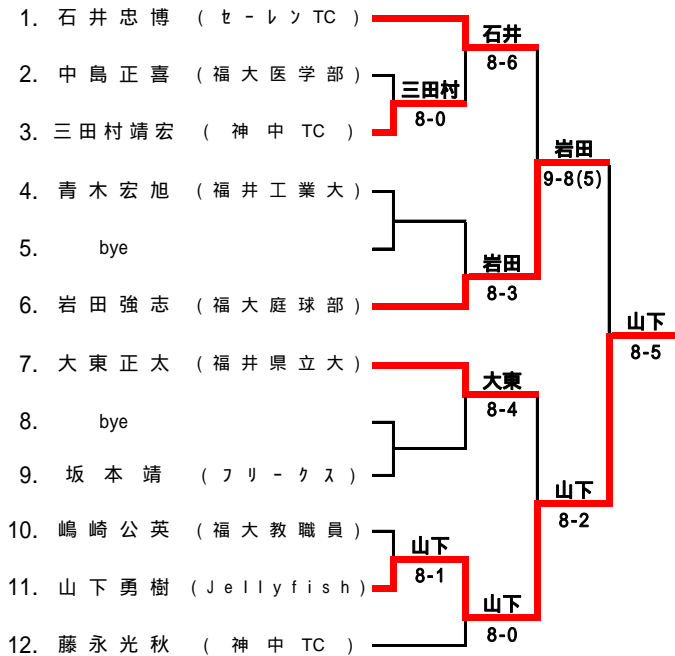 1. 石井忠博 (セーレンTC)
石井
8-6
2. 中島正喜 (福大医学部)
三田村
8-0
3. 三田村靖宏 (神中TC)
岩田
9-8(5)
4. 青木宏旭 (福井工業大)
5. bye
岩田
8-3
6. 岩田強志 (福大庭球部)
山下
8-5
7. 大東正太 (福井県立大)
大東
8-4
8. bye
9. 坂本靖 (フリークス)
山下
8-2
10. 嶋崎公英 (福大教職員)
山下
8-1
11. 山下勇樹 (Jellyfish)
山下
8-0
12. 藤永光秋 (神中TC)